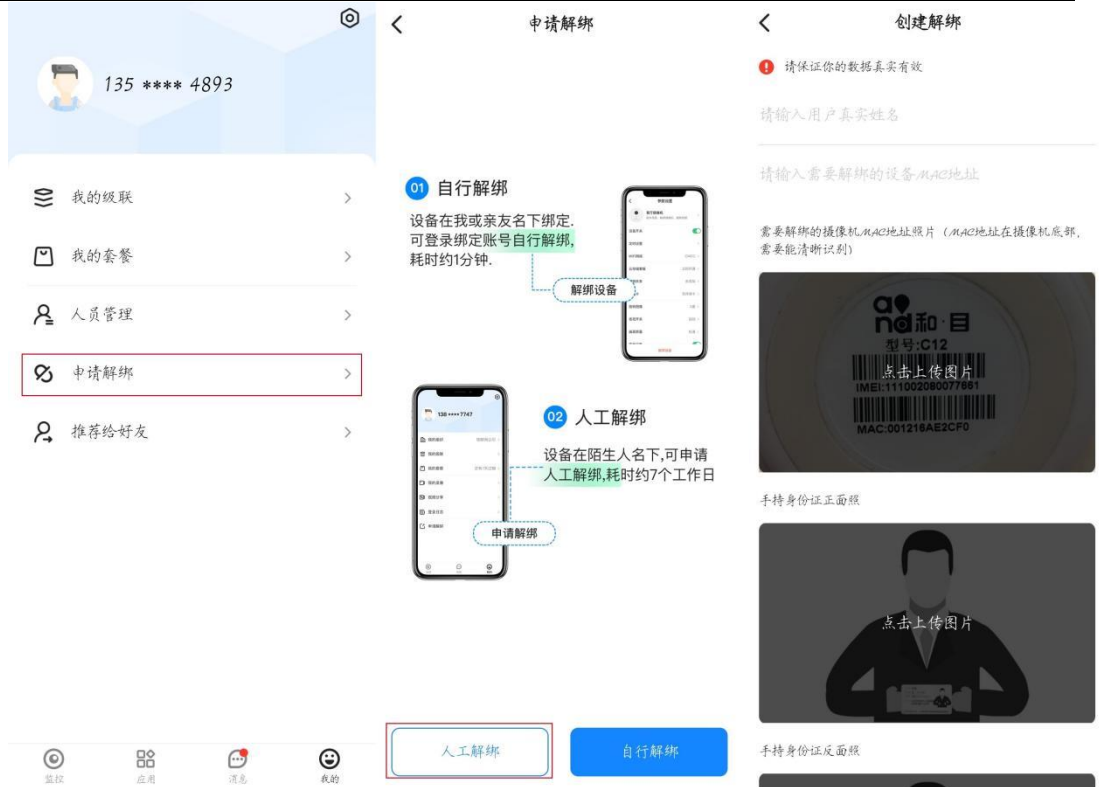 135 **** 4893
我的级联
我的套餐
人员管理
申请解绑
推荐给好友
监控
应用
消息
我的
申请解绑
01 自行解绑
设备在我或亲友名下绑定.
可登录绑定账号自行解绑,
耗时约1分钟.
解绑设备
138 **** 7747
02 人工解绑
设备在陌生人名下,可申请
人工解绑,耗时约7个工作日
申请解绑
人工解绑
自行解绑
创建解绑
请保证你的数据真实有效
请输入用户真实姓名
请输入需要解绑的设备MAC地址
需要解绑的摄像机MAC地址照片（MAC地址在摄像机底部,
需要能清晰识别）
and和·目
型号:C12
点击上传图片
IMEI:111002080077661
MAC:001216AE2CF0
手持身份证正面照
点击上传图片
手持身份证反面照